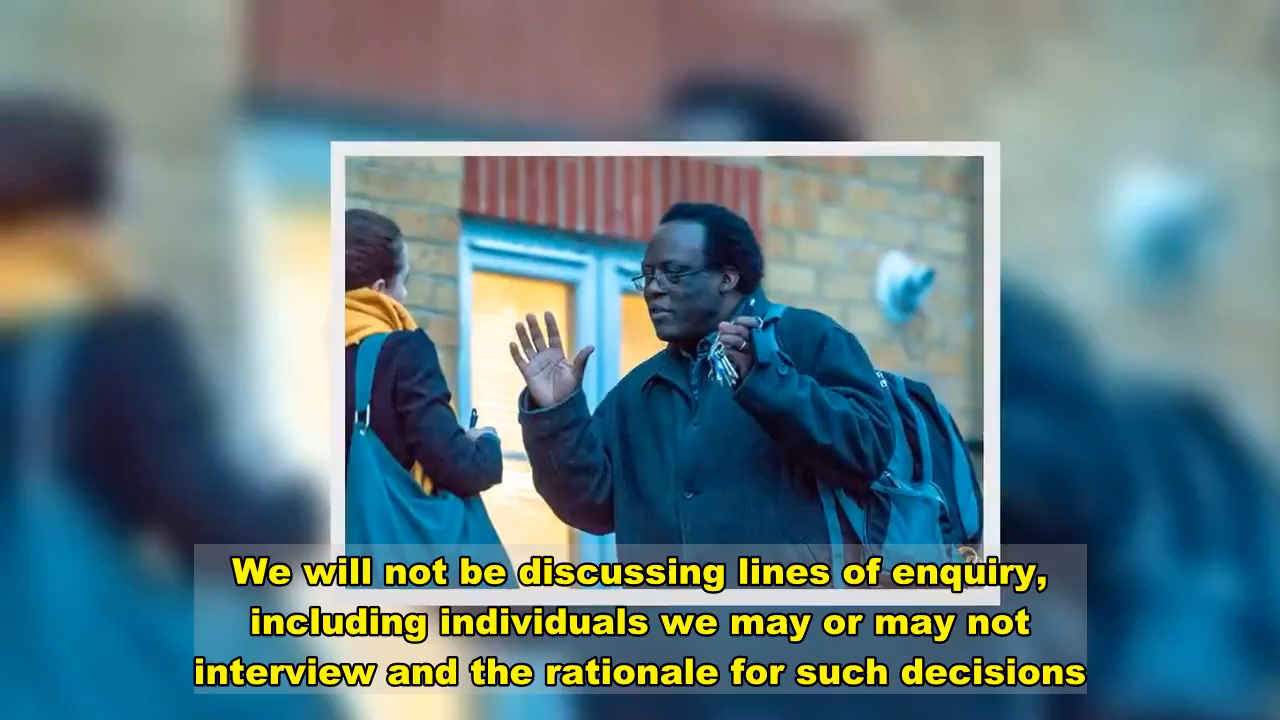 We will not be discussing lines of enquiry,
including individuals we may or may not
interview and the rationale for such decisions